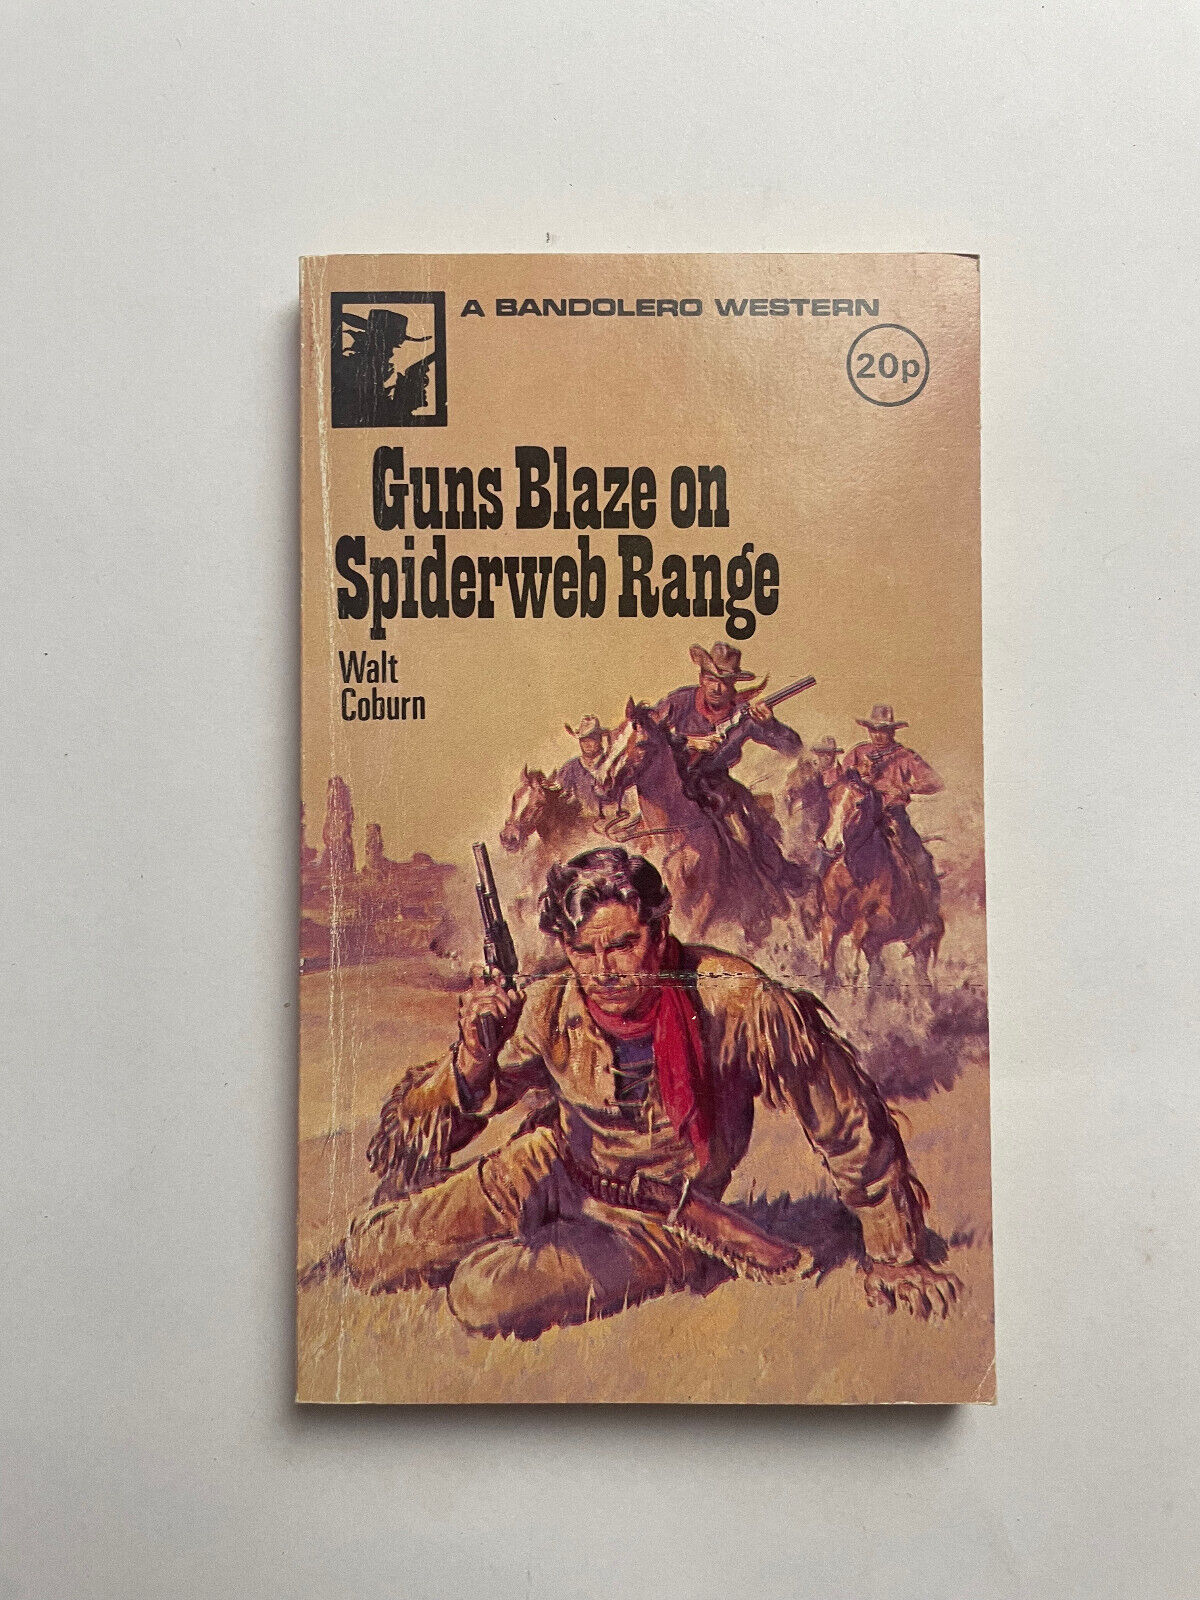 A BANDOLERO WESTERN
20p
Guns Blaze on
Spiderweb Range
Walt
Coburn